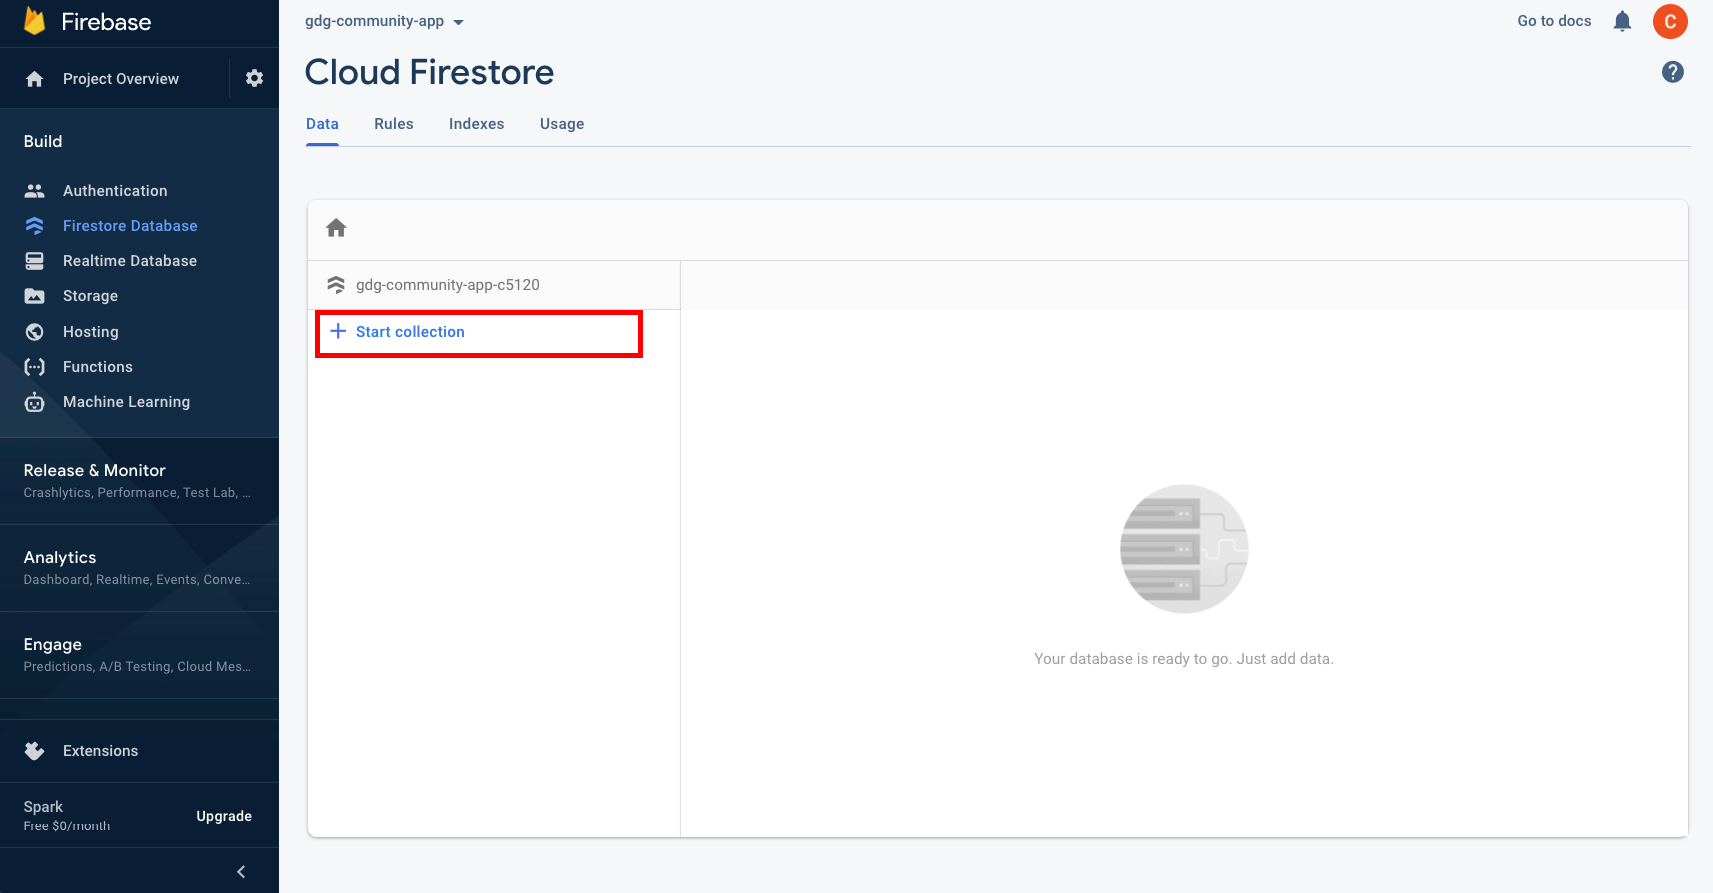 Firebase
Project Overview
Build
Authentication
Firestore Database
Realtime Database
Storage
Hosting
Functions
Machine Learning
Release & Monitor
Crashlytics, Performance, Test Lab, ...
Analytics
Dashboard, Realtime, Events, Conve...
Engage
Predictions, A/B Testing, Cloud Mes...
Extensions
Spark
Free $0/month
Upgrade
gdg-community-app
Go to docs
C
Cloud Firestore
?
Data Rules Indexes Usage
gdg-community-app-c5120
+ Start collection
Your database is ready to go. Just add data.